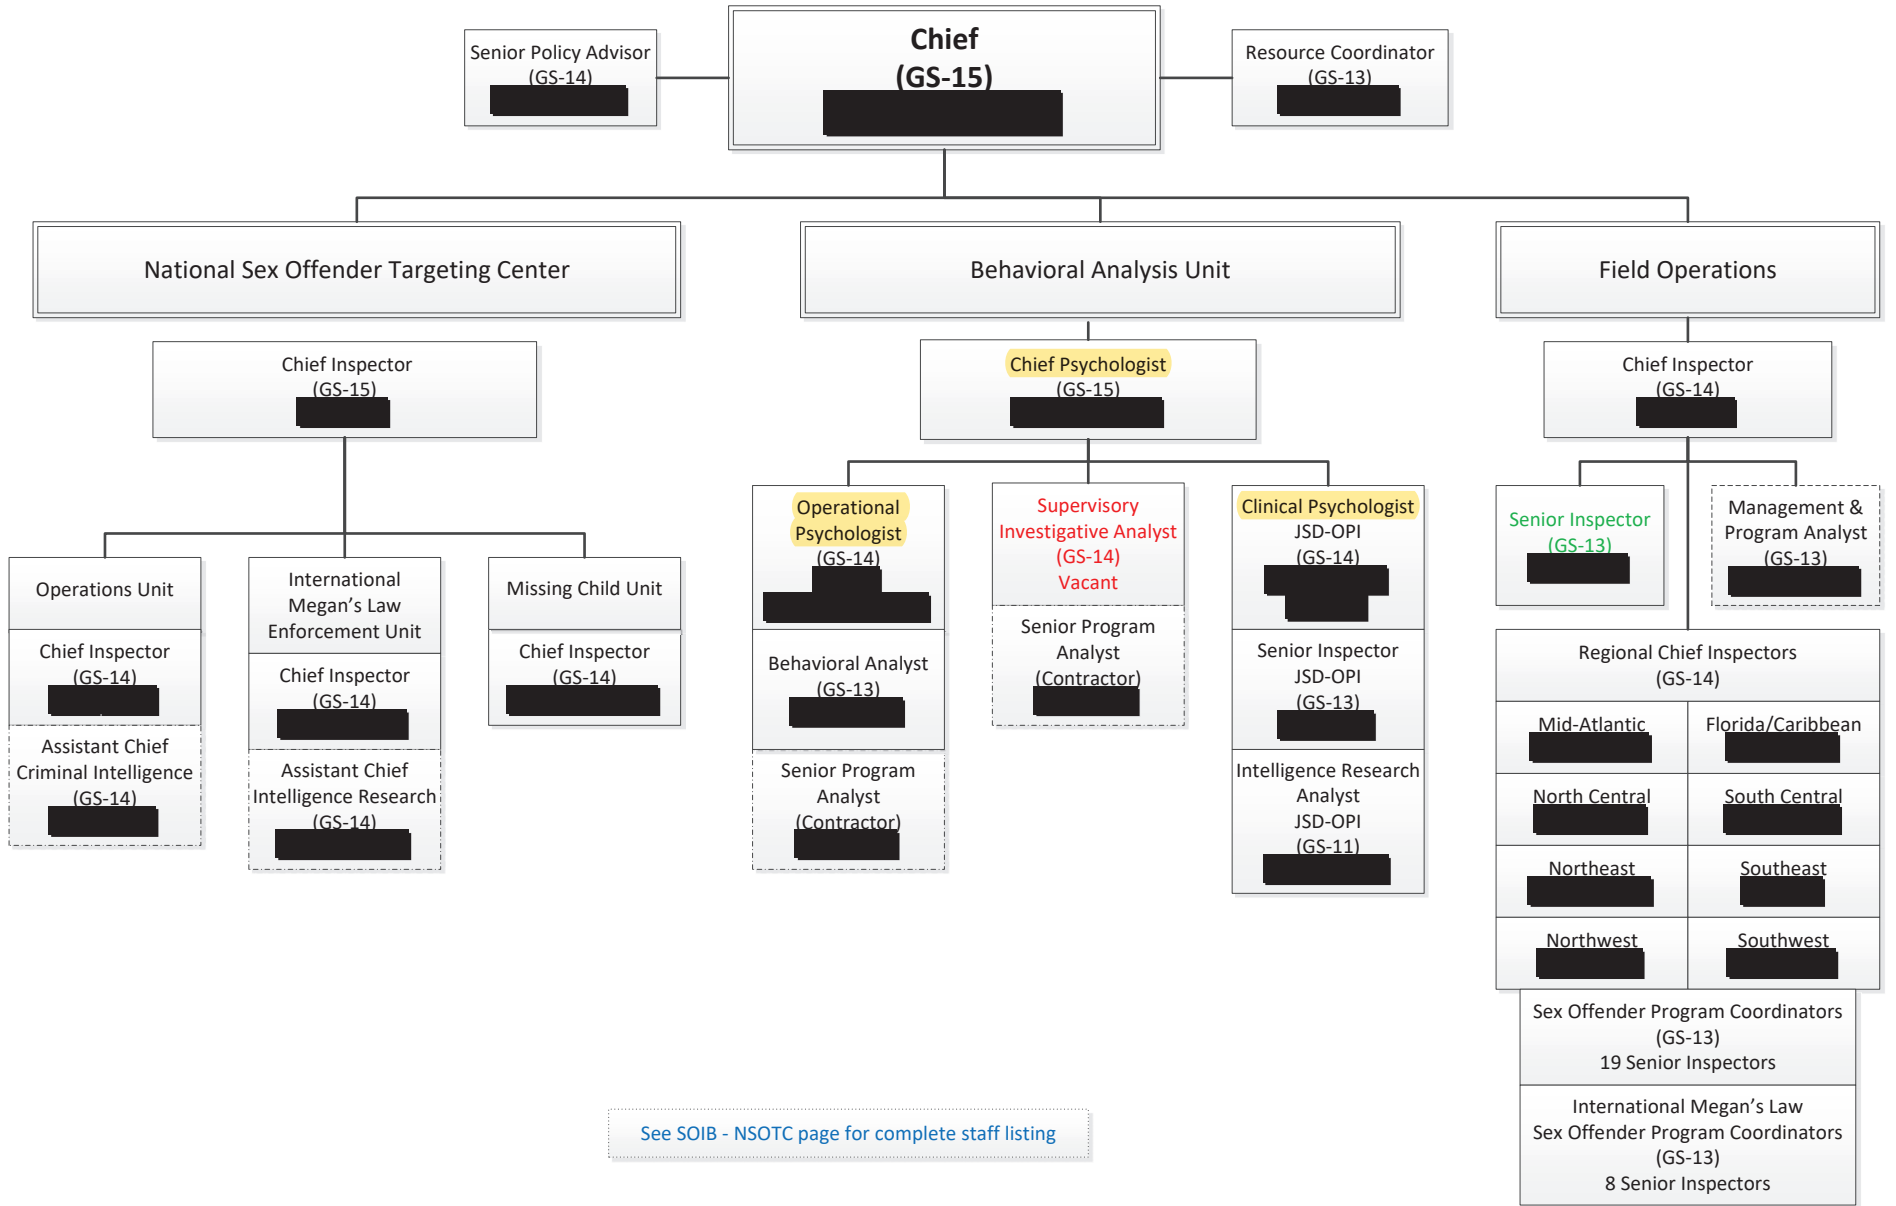 Senior Policy Advisor
(GS-14)
Chief
(GS-15)
Resource Coordinator
(GS-13)
National Sex Offender Targeting Center
Behavioral Analysis Unit
Field Operations
Chief Inspector
(GS-15)
Chief Psychologist
(GS-15)
Chief Inspector
(GS-14)
Operations Unit
Chief Inspector
(GS-14)
Assistant Chief
Criminal Intelligence
(GS-14)
International
Megan’s Law
Enforcement Unit
Chief Inspector
(GS-14)
Assistant Chief
Intelligence Research
(GS-14)
Missing Child Unit
Chief Inspector
(GS-14)
Operational
Psychologist
(GS-14)
Behavioral Analyst
(GS-13)
Senior Program
Analyst
(Contractor)
Supervisory
Investigative Analyst
(GS-14)
Vacant
Senior Program
Analyst
(Contractor)
Clinical Psychologist
JSD-OPI
(GS-14)
Senior Inspector
JSD-OPI
(GS-13)
Intelligence Research
Analyst
JSD-OPI
(GS-11)
Senior Inspector
(GS-13)
Management &
Program Analyst
(GS-13)
Regional Chief Inspectors
(GS-14)
Mid-Atlantic
Florida/Caribbean
North Central
South Central
Northeast
Southeast
Northwest
Southwest
Sex Offender Program Coordinators
(GS-13)
19 Senior Inspectors
International Megan’s Law
Sex Offender Program Coordinators
(GS-13)
8 Senior Inspectors
See SOIB - NSOTC page for complete staff listing